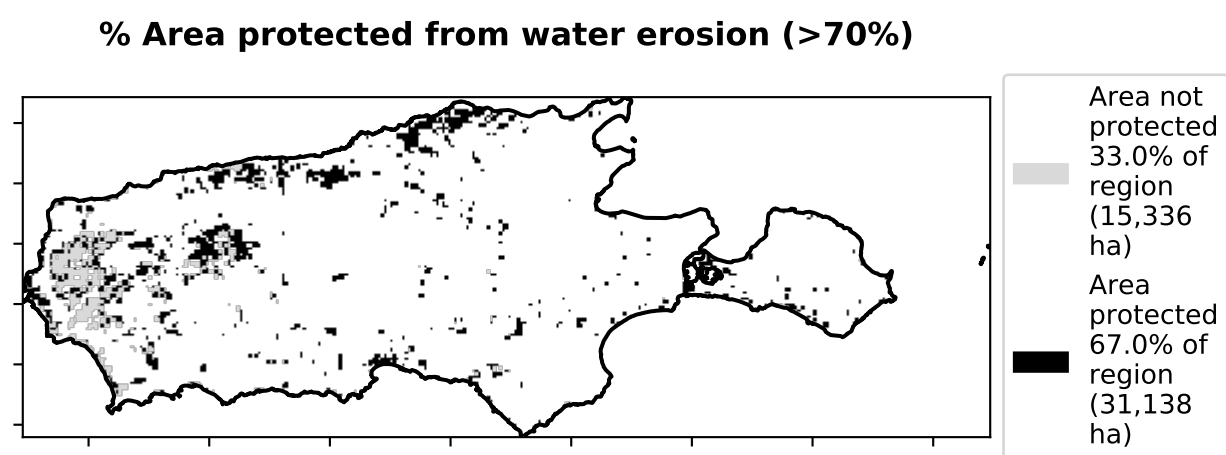 % Area protected from water erosion (>70%)
Area not
protected
33.0% of
region
(15,336
ha)
Area
protected
67.0% of
region
(31,138
ha)